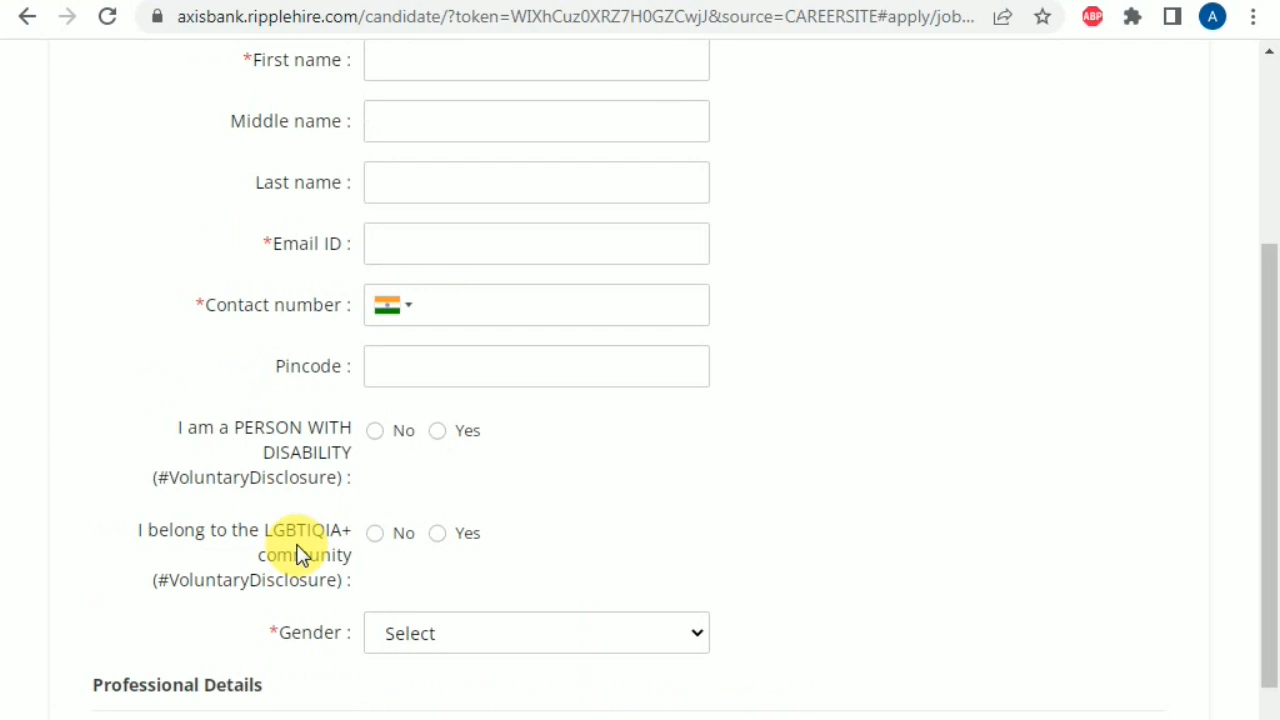 axisbank.ripplehire.com/candidate/?token=WIXhCuz0XRZ7H0GZCwjJ&source=CAREERSITE#apply/job...
ABP
A
*First name :
Middle name :
Last name :
*Email ID :
*Contact number :
Pincode :
I am a PERSON WITH
DISABILITY
(#VoluntaryDisclosure) :
No Yes
I belong to the LGBTIQIA+
community
(#VoluntaryDisclosure) :
No Yes
*Gender : Select
Professional Details